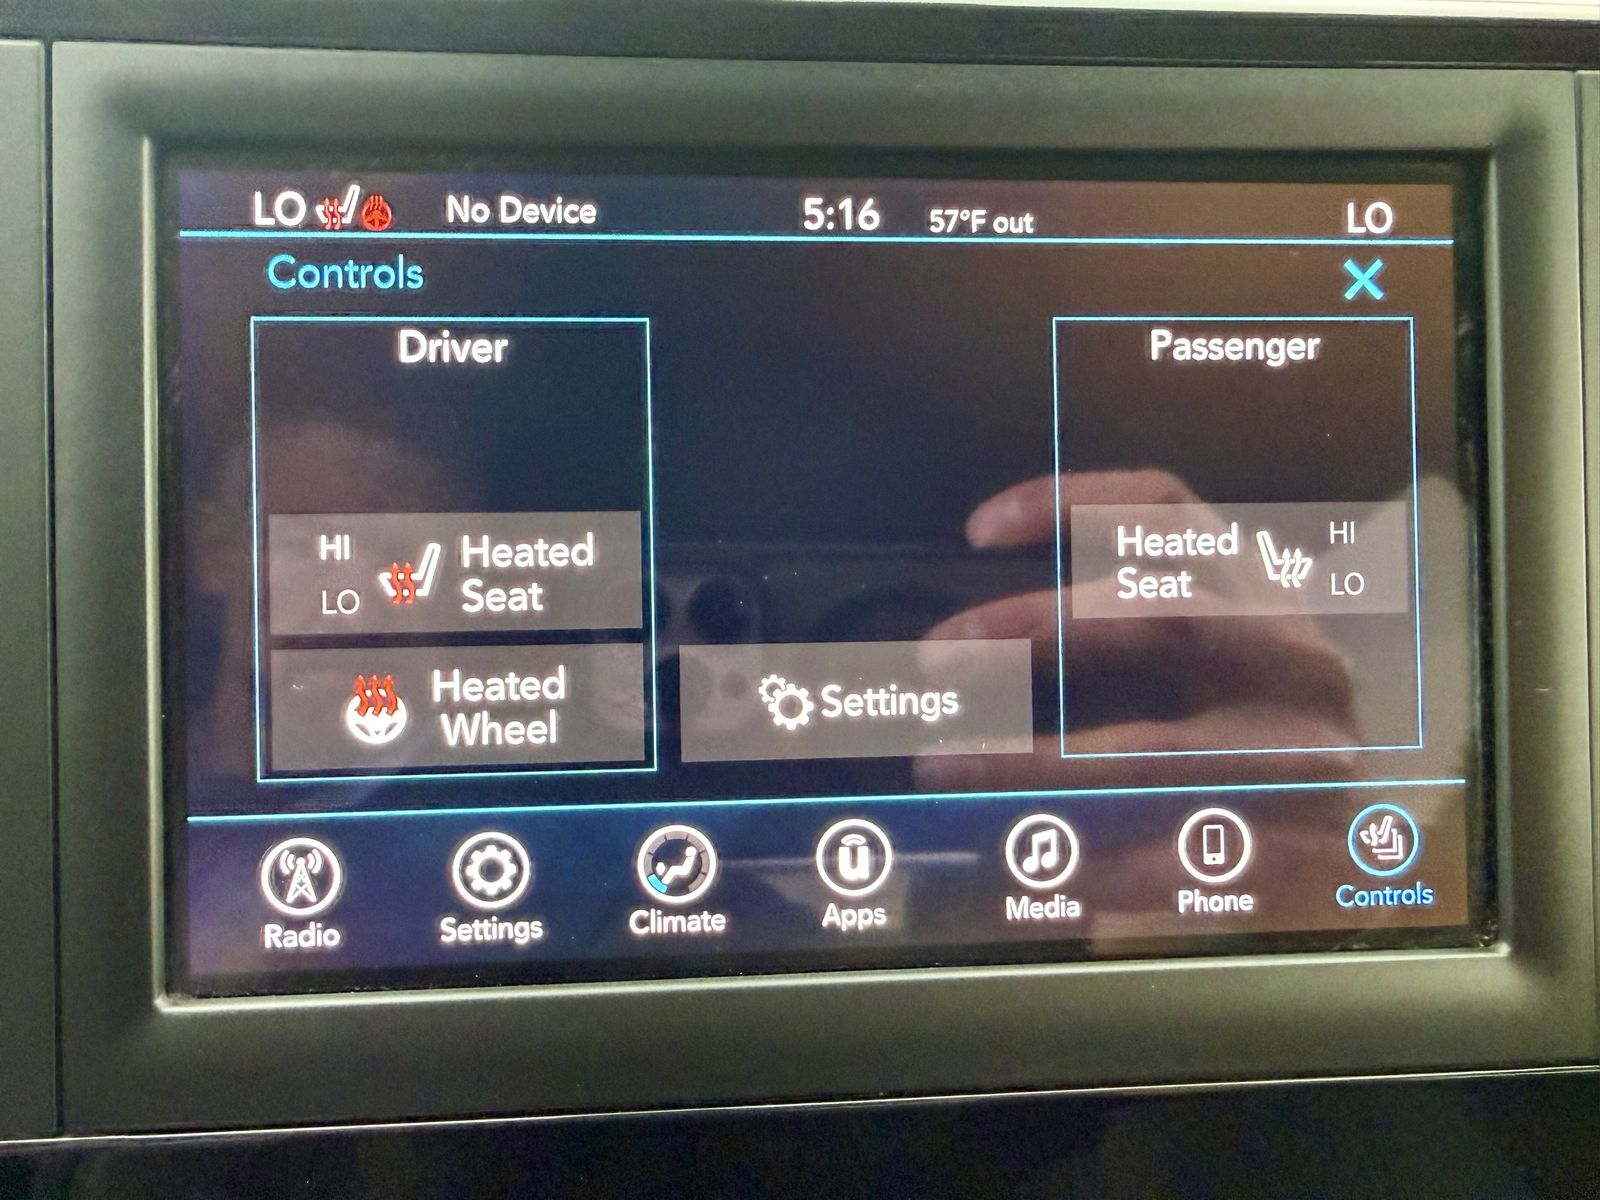 LO No Device 5:16 57°F out LO
Controls
Driver
Passenger
HI
LO
Heated
Seat
Heated
Seat
HI
LO
Heated
Wheel
Settings
Radio
Settings
Climate
Apps
Media
Phone
Controls